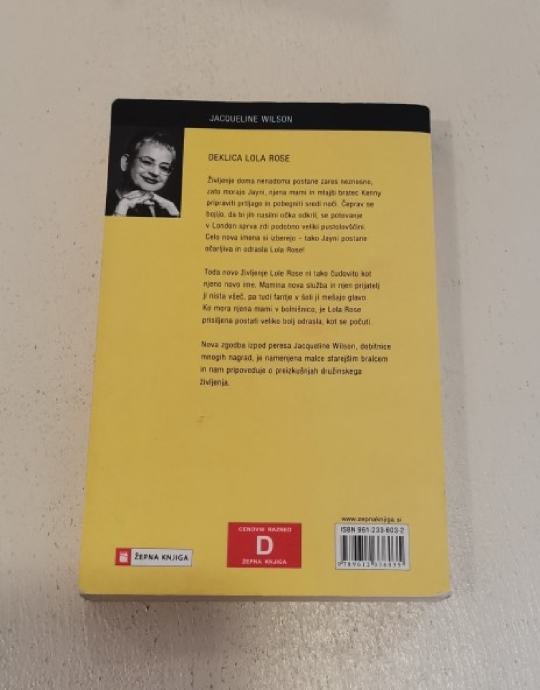 JACQUELINE WILSON
DEKLICA LOLA ROSE
Življenje doma nenadoma postane zares neznosno,
zato morajo Jayni, njena mami in mlajši bratec Kenny
pripraviti prtljago in pobegniti sredi noči. Čeprav se
bojijo, da bi jih nasilni očka odkril, se potovanje
v London sprva zdi podobno veliki pustolovščini.
Celo nova imena si izberejo – tako Jayni postane
očarljiva in odrasla Lola Rose!
Toda novo življenje Lole Rose ni tako čudovito kot
njeno novo ime. Mamina nova služba in njen prijatelj
ji nista všeč, pa tudi fantje v šoli ji mešajo glavo.
Ko mora njena mami v bolnišnico, je Lola Rose
prisiljena postati veliko bolj odrasla, kot se počuti.
Nova zgodba izpod peresa Jacqueline Wilson, dobitnice
mnogih nagrad, je namenjena malce starejšim bralcem
in nam pripoveduje o preizkušnjah družinskega
življenja.
www.zepnaknjiga.si
ISBN 961-233-603-2
CENOVNI RAZRED
D
ŽEPNA KNJIGA
ŽEPNA KNJIGA